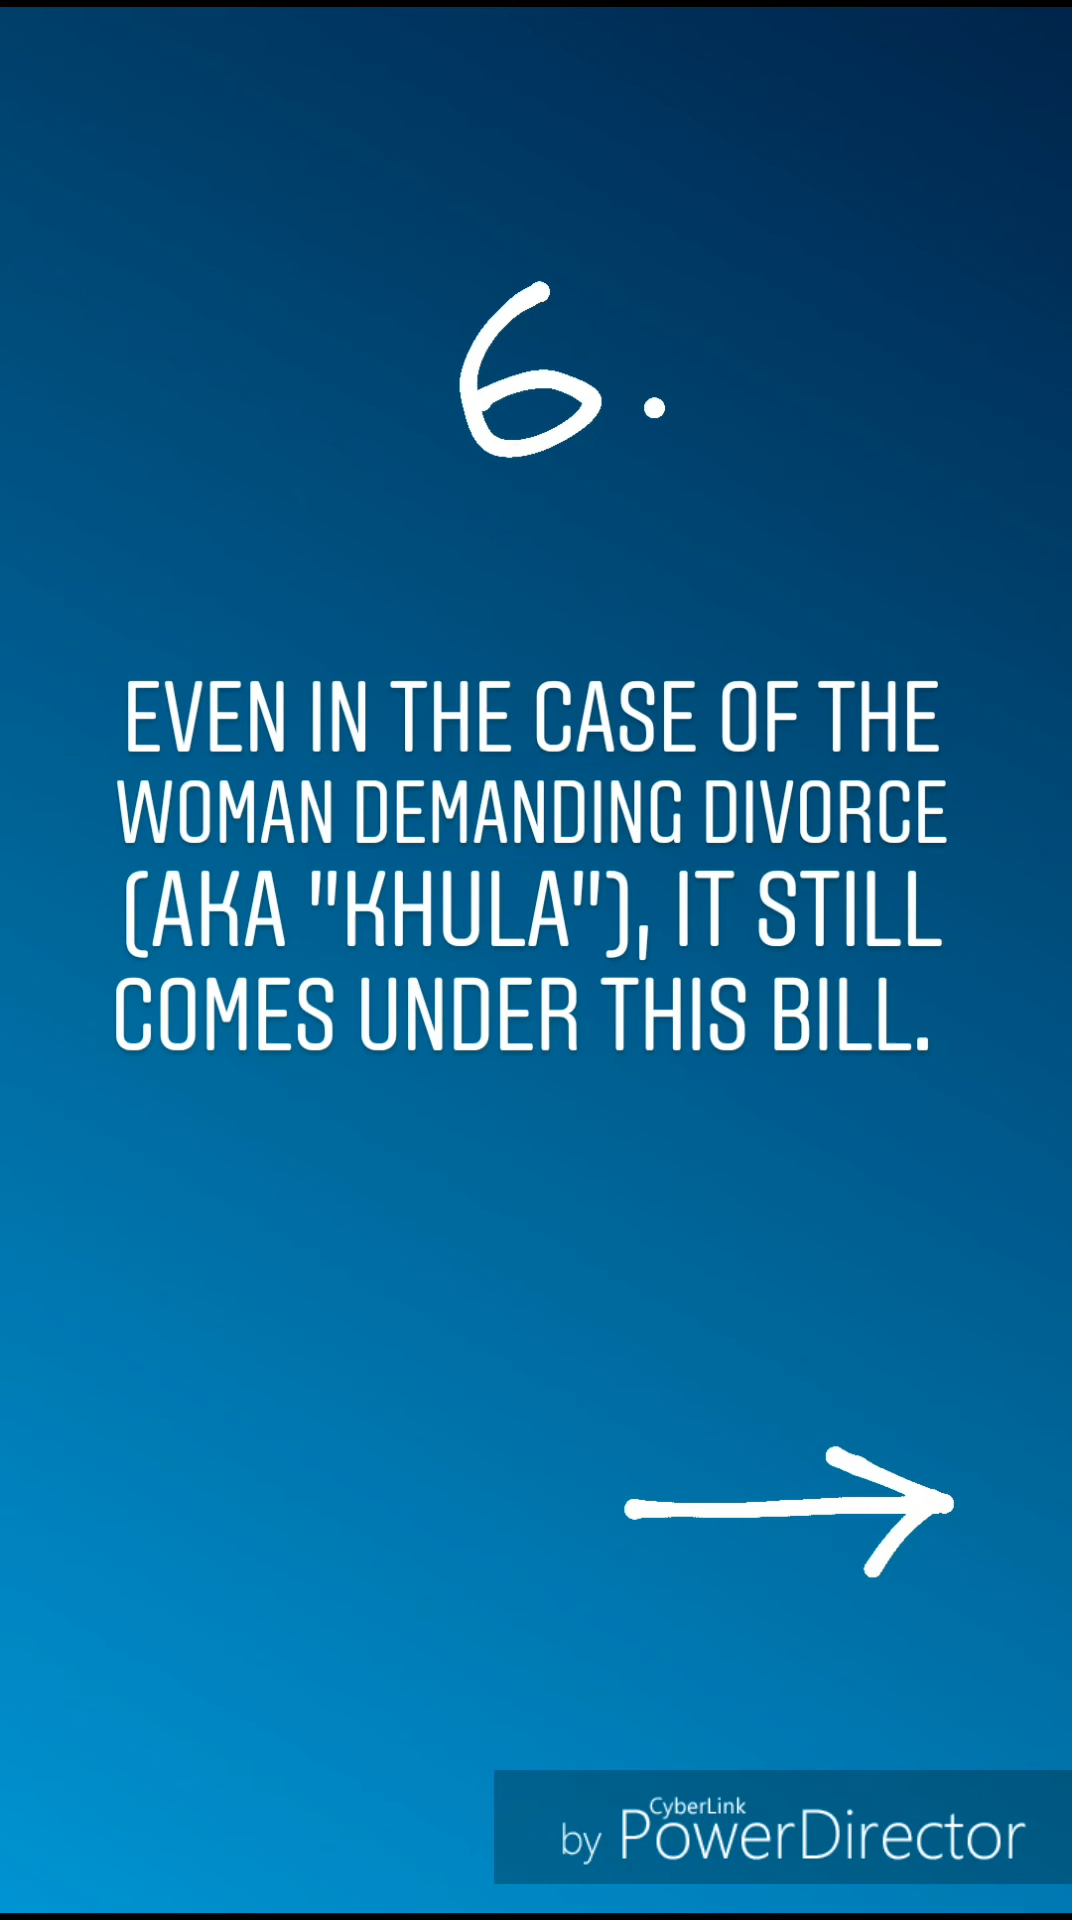 6.
EVEN IN THE CASE OF THE
WOMAN DEMANDING DIVORCE
(AKA "KHULA"), IT STILL
COMES UNDER THIS BILL.
by CyberLink PowerDirector